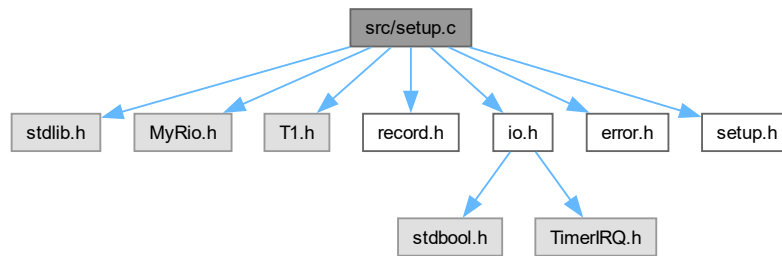 src/setup.c
stdlib.h
MyRio.h
T1.h
record.h
io.h
error.h
setup.h
stdbool.h
TimerIRQ.h